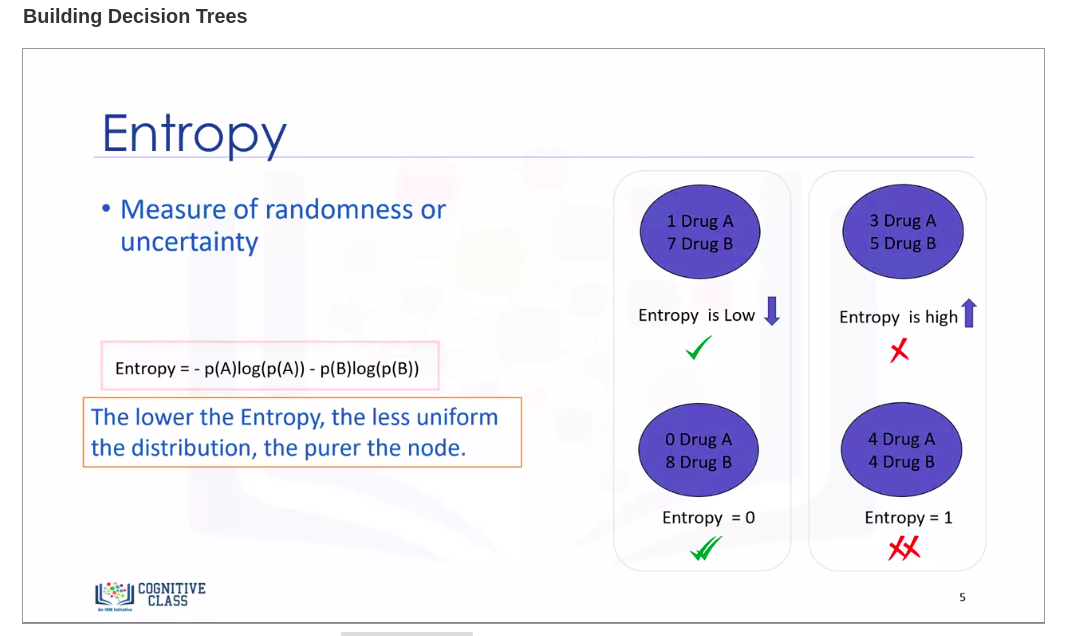 Building Decision Trees
Entropy
• Measure of randomness or
uncertainty
Entropy = - p(A)log(p(A)) - p(B)log(p(B))
The lower the Entropy, the less uniform
the distribution, the purer the node.
1 Drug A
7 Drug B
Entropy is Low
3 Drug A
5 Drug B
Entropy is high
0 Drug A
8 Drug B
Entropy = 0
4 Drug A
4 Drug B
Entropy = 1
COGNITIVE
CLASS
An IBM Initiative
5